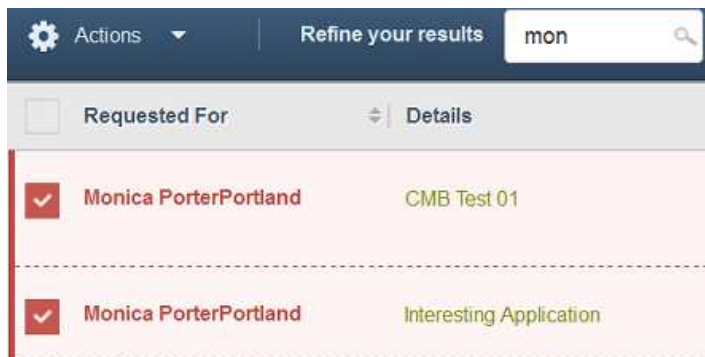 Actions Refine your results mon
Requested For Details
Monica PorterPortland CMB Test 01
Monica PorterPortland Interesting Application